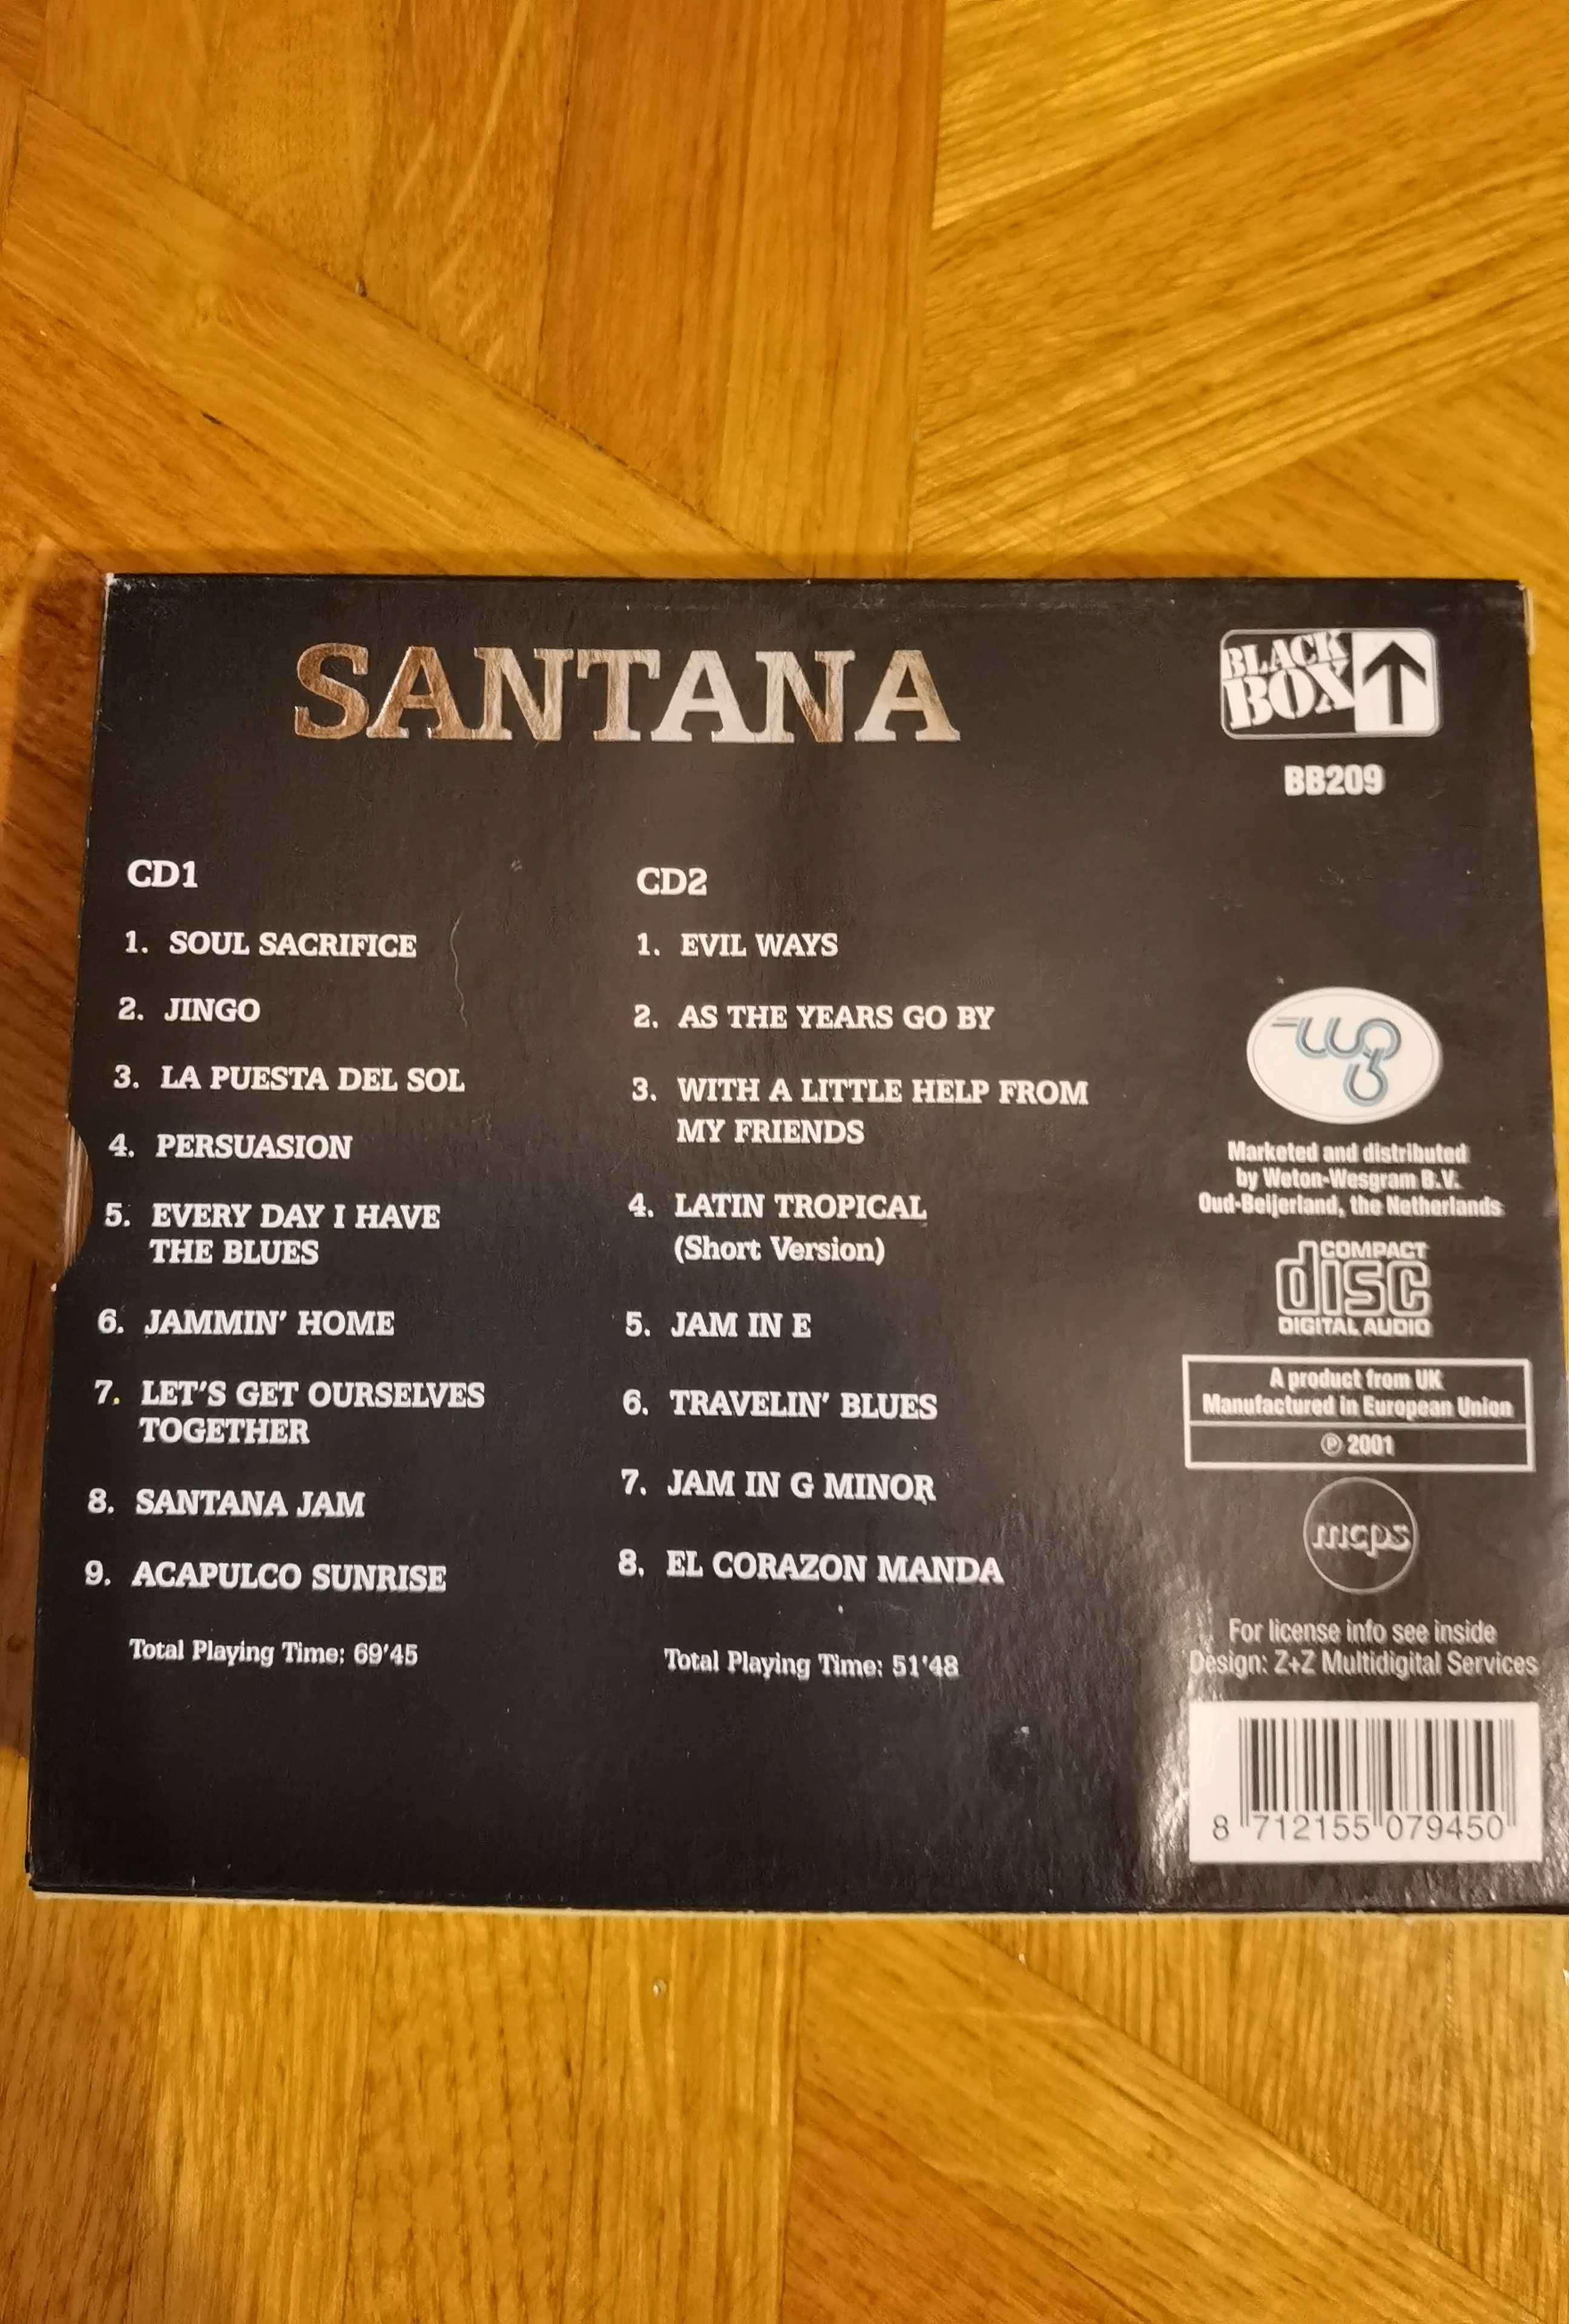 SANTANA
BLACK
BOX
BB209
CD1
1. SOUL SACRIFICE
2. JINGO
3. LA PUESTA DEL SOL
4. PERSUASION
5. EVERY DAY I HAVE
THE BLUES
6. JAMMIN' HOME
7. LET'S GET OURSELVES
TOGETHER
8. SANTANA JAM
9. ACAPULCO SUNRISE
Total Playing Time: 69'45
CD2
1. EVIL WAYS
2. AS THE YEARS GO BY
3. WITH A LITTLE HELP FROM
MY FRIENDS
4. LATIN TROPICAL
(Short Version)
5. JAM IN E
6. TRAVELIN' BLUES
7. JAM IN G MINOR
8. EL CORAZON MANDA
Total Playing Time: 51'48
Marketed and distributed
by Weton-Wesgram B.V.
Oud-Beijerland, the Netherlands
COMPACT
disc
DIGITAL AUDIO
A product from UK
Manufactured in European Union
℗ 2001
mcps
For license info see inside
Design: Z+Z Multidigital Services
8 712155 079450